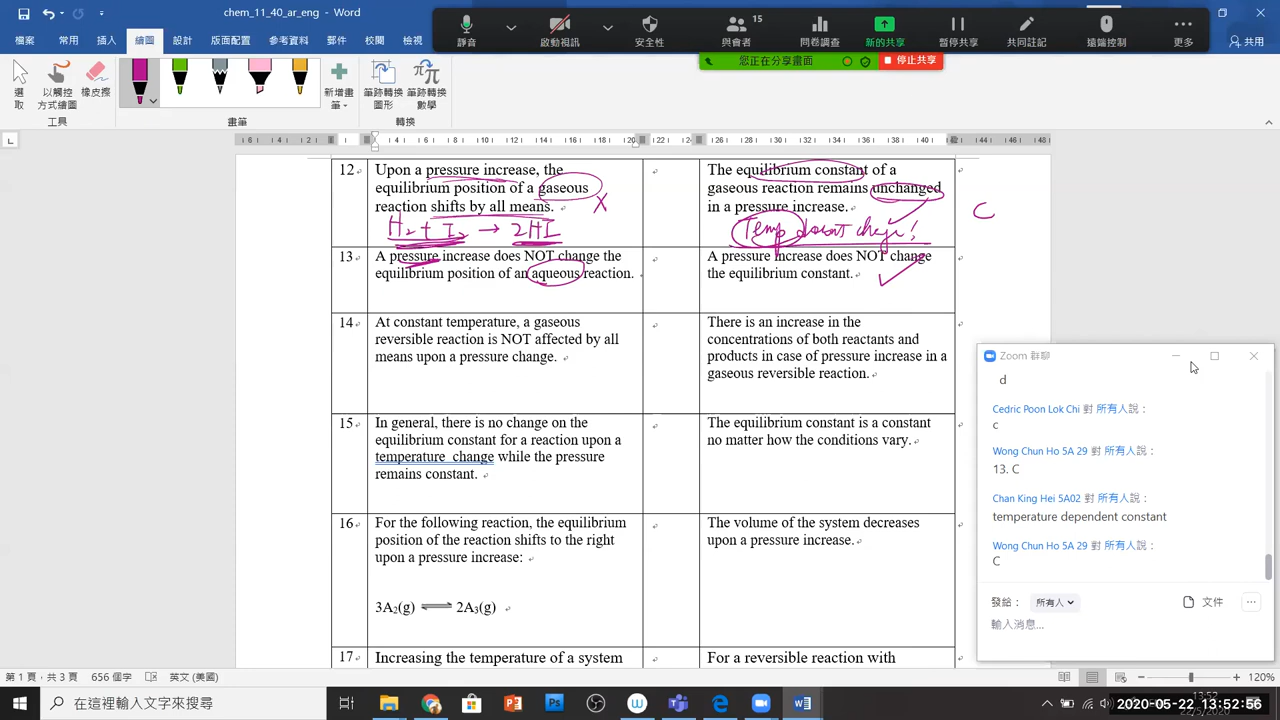 chem_11_40_ar_eng - Word
檔案 常用 插入 繪圖 設計 版面配置 參考資料 郵件 校閱 檢視
靜音
啟動視訊
安全性
15
與會者
問卷調查
新的共享
暫停共享
共同註記
遠端控制
更多
共用
您正在分享畫面
停止共享
選取
以觸控方式繪圖
橡皮擦
新增畫筆
筆跡轉換圖形
筆跡轉換數學
工具
畫筆
轉換
12
Upon a pressure increase, the
equilibrium position of a gaseous
reaction shifts by all means.
X
H2 + I2 → 2HI
The equilibrium constant of a
gaseous reaction remains unchanged
in a pressure increase.
Temp doesn't change!
C
13
A pressure increase does NOT change the
equilibrium position of an aqueous reaction.
A pressure increase does NOT change
the equilibrium constant.
14
At constant temperature, a gaseous
reversible reaction is NOT affected by all
means upon a pressure change.
There is an increase in the
concentrations of both reactants and
products in case of pressure increase in a
gaseous reversible reaction.
15
In general, there is no change on the
equilibrium constant for a reaction upon a
temperature change while the pressure
remains constant.
The equilibrium constant is a constant
no matter how the conditions vary.
16
For the following reaction, the equilibrium
position of the reaction shifts to the right
upon a pressure increase:
3A2(g) ⇌ 2A3(g)
The volume of the system decreases
upon a pressure increase.
17
Increasing the temperature of a system
For a reversible reaction with
Zoom 群聊
d
Cedric Poon Lok Chi 對 所有人說：
c
Wong Chun Ho 5A 29 對 所有人說：
13. C
Chan King Hei 5A02 對 所有人說：
temperature dependent constant
Wong Chun Ho 5A 29 對 所有人說：
C
發給： 所有人 文件
輸入消息...
第 1 頁，共 3 頁 656 個字 英文 (美國)
120%
在這裡輸入文字來搜尋
13:52
2020-05-22 13:52:56